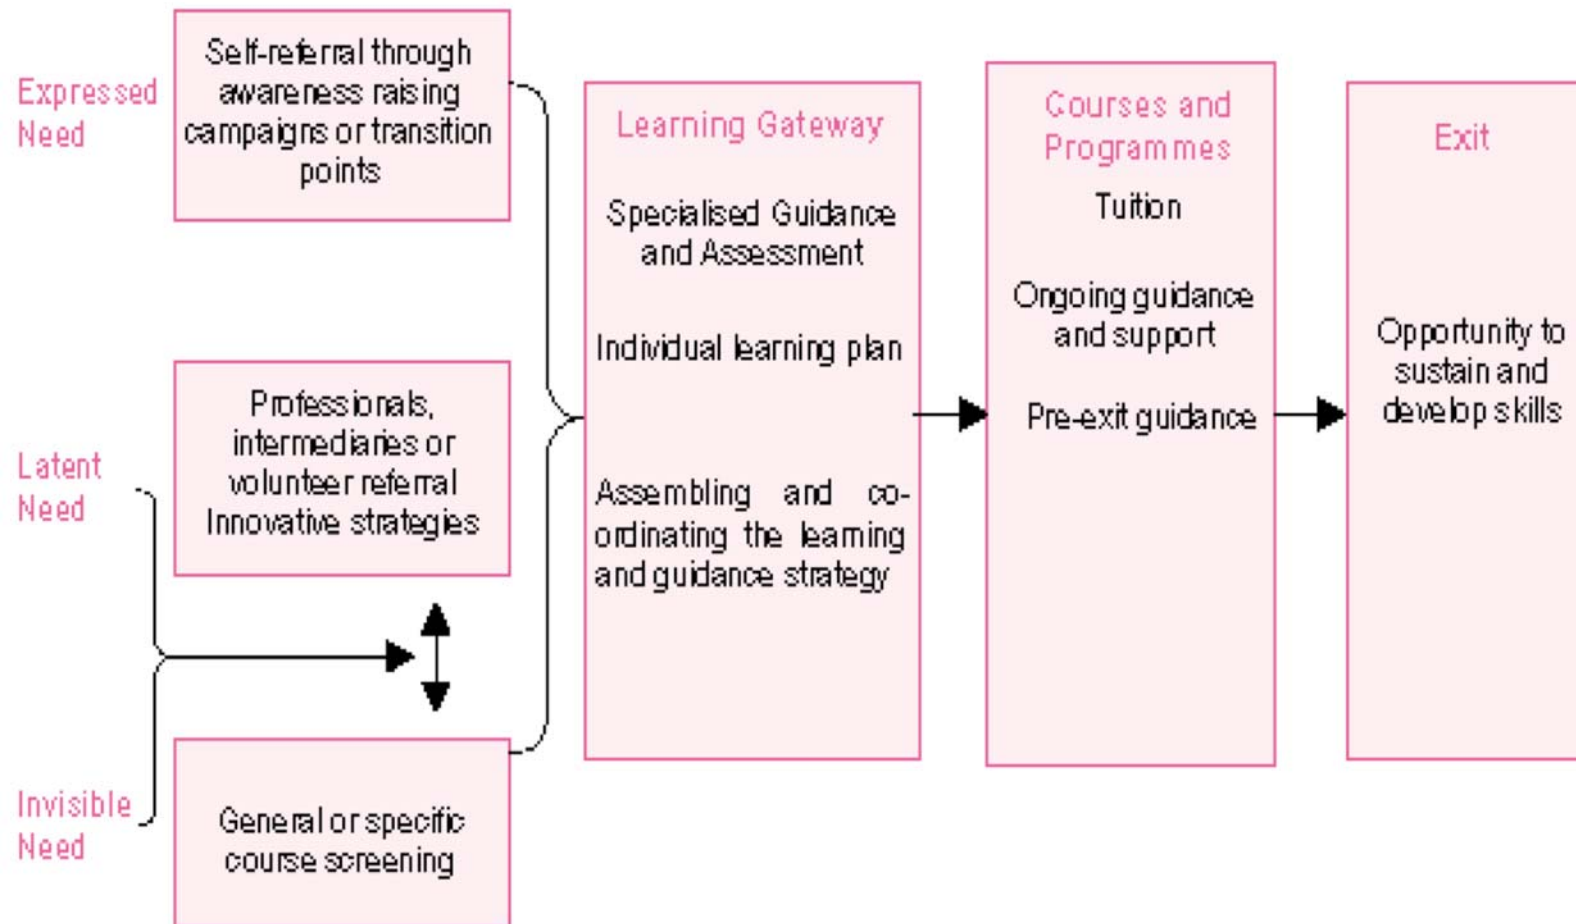 Expressed
Need
Self-referral through
awareness raising
campaigns or transition
points
Latent
Need
Professionals,
intermediaries or
volunteer referral
Innovative strategies
Invisible
Need
General or specific
course screening
Learning Gateway
Specialised Guidance
and Assessment
Individual learning plan
Assembling and co-
ordinating the learning
and guidance strategy
Courses and
Programmes
Tuition
Ongoing guidance
and support
Pre-exit guidance
Exit
Opportunity to
sustain and
develop skills